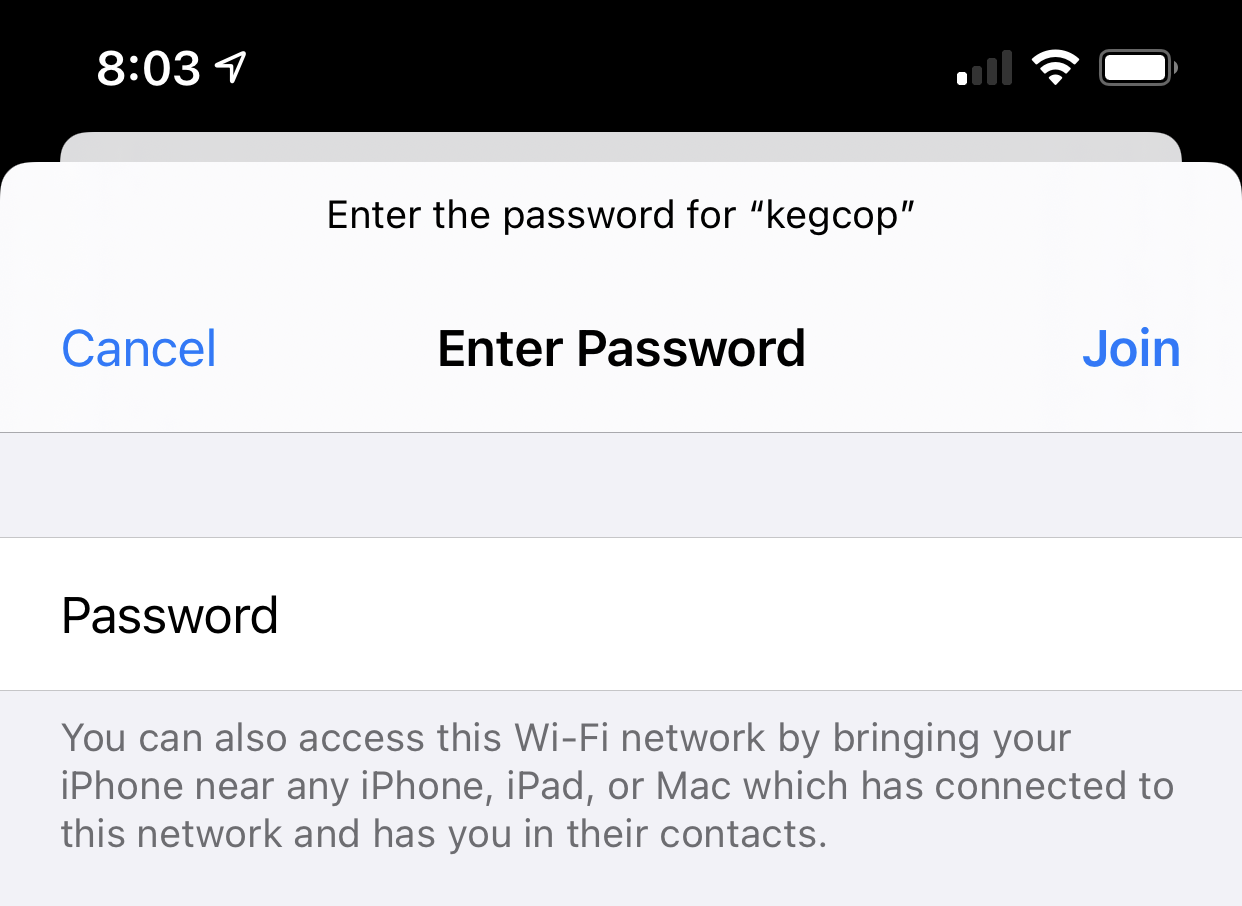 8:03
Enter the password for “kegcop”
Cancel Enter Password Join
Password
You can also access this Wi-Fi network by bringing your
iPhone near any iPhone, iPad, or Mac which has connected to
this network and has you in their contacts.